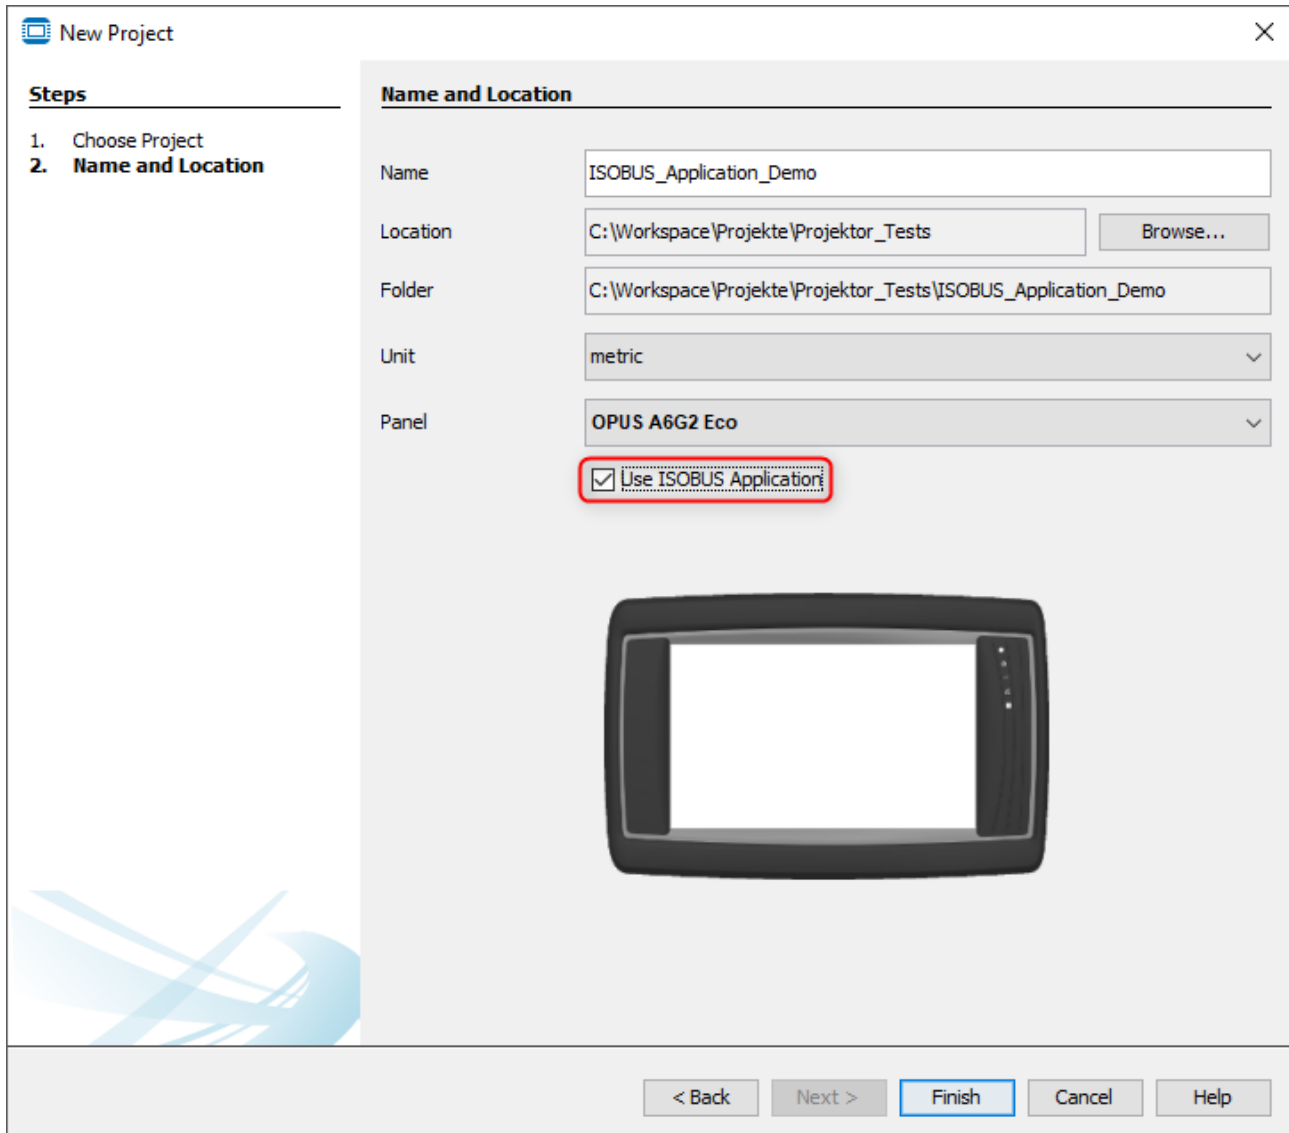 New Project
Steps
1. Choose Project
2. Name and Location
Name and Location
Name ISOBUS_Application_Demo
Location C:\Workspace\Projekte\Projektor_Tests Browse...
Folder C:\Workspace\Projekte\Projektor_Tests\ISOBUS_Application_Demo
Unit metric
Panel OPUS A6G2 Eco
Use ISOBUS Application
< Back Next > Finish Cancel Help